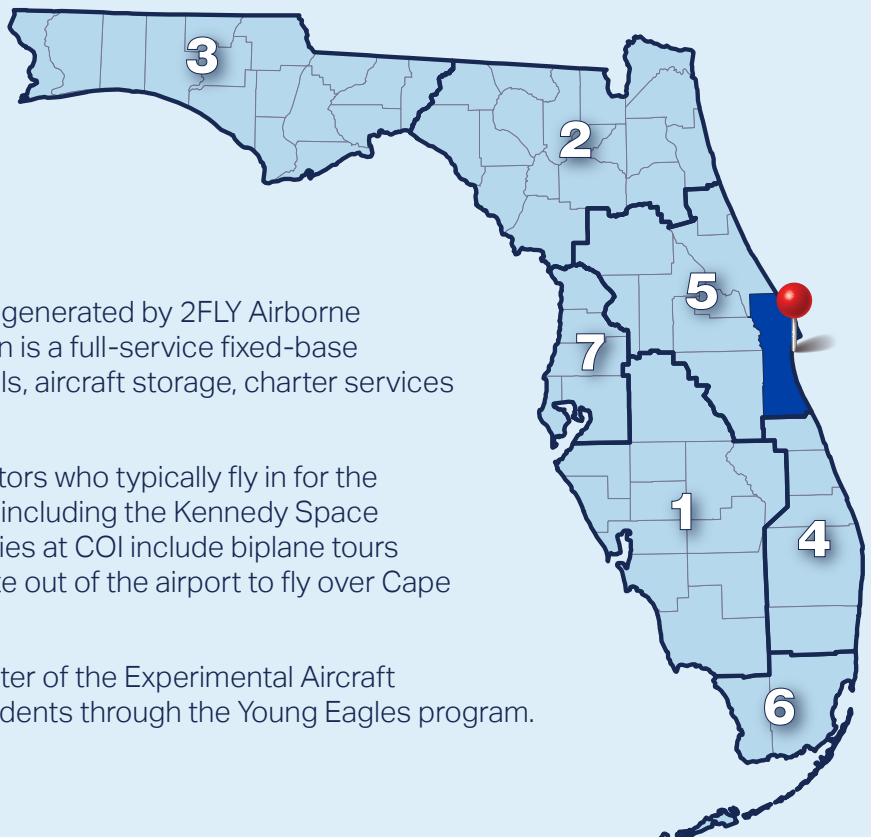 3
2
5
generated by 2FLY Airborne
n is a full-service fixed-base
7
ls, aircraft storage, charter services
tors who typically fly in for the
including the Kennedy Space
1
ies at COI include biplane tours
4
te out of the airport to fly over Cape
ter of the Experimental Aircraft
6
dents through the Young Eagles program.